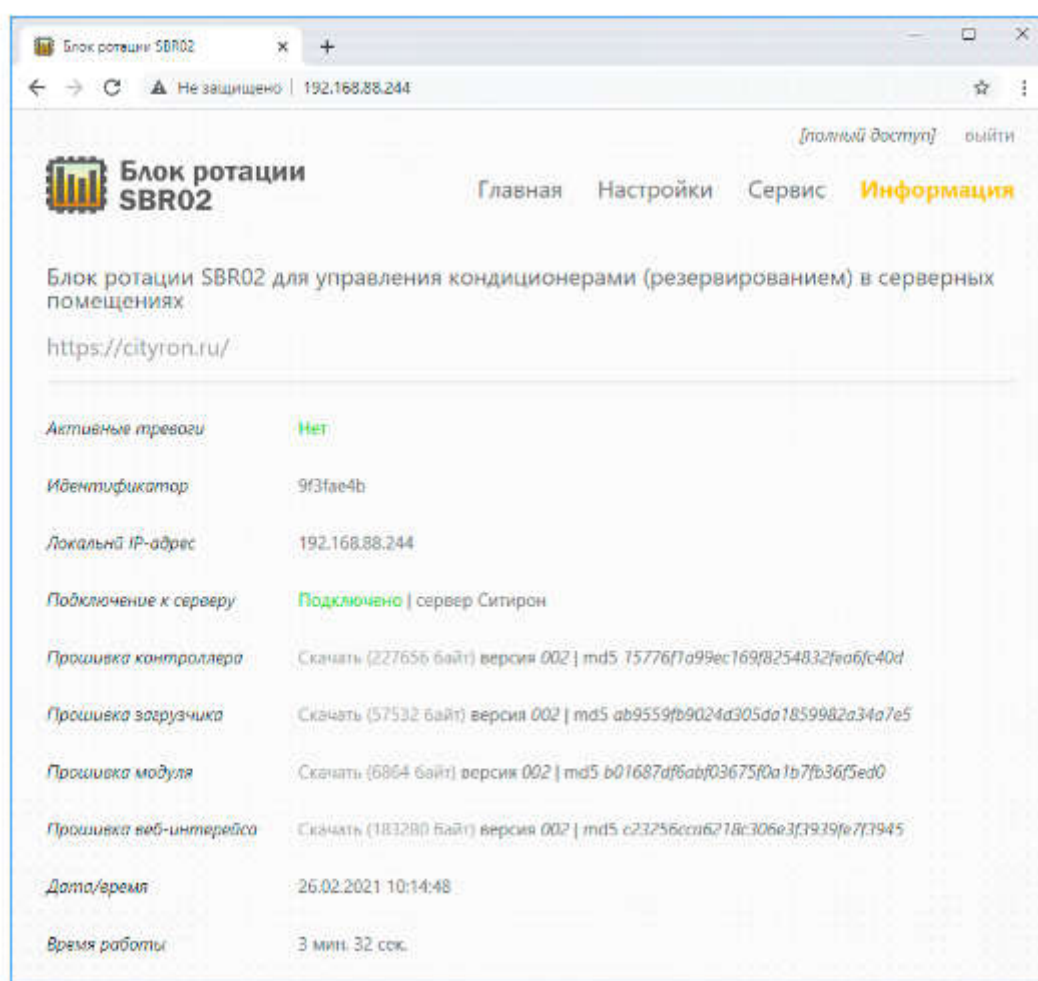 Блок ротации SBR02
Не защищено | 192.168.88.244
[полный доступ] выйти
Блок ротации
SBR02
Главная Настройки Сервис Информация
Блок ротации SBR02 для управления кондиционерами (резервированием) в серверных
помещениях
https://cityron.ru/
Активные тревоги Нет
Идентификатор 9f3fae4b
Локальнй IP-адрес 192.168.88.244
Подключение к серверу Подключено | сервер Ситирон
Прошивка контроллера Скачать (227656 байт) версия 002 | md5 15776f1a99ec169f8254832fea6fc40d
Прошивка загрузчика Скачать (57532 байт) версия 002 | md5 ab9559fb9024d305da1859982a34a7e5
Прошивка модуля Скачать (6864 байт) версия 002 | md5 b01687df6abf03675f0a1b7fb36f5ed0
Прошивка веб-интерейса Скачать (183280 байт) версия 002 | md5 c23256cca6218c306e3f3939fe7f3945
Дата/время 26.02.2021 10:14:48
Время работы 3 мин. 32 сек.